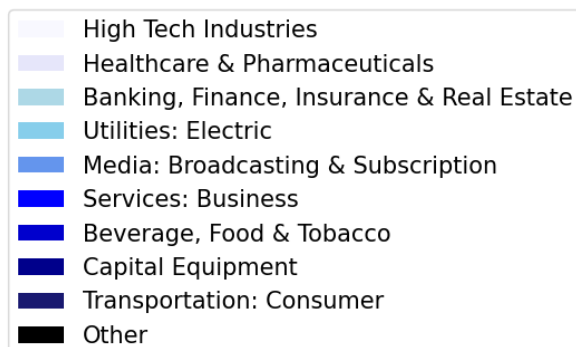 High Tech Industries
Healthcare & Pharmaceuticals
Banking, Finance, Insurance & Real Estate
Utilities: Electric
Media: Broadcasting & Subscription
Services: Business
Beverage, Food & Tobacco
Capital Equipment
Transportation: Consumer
Other